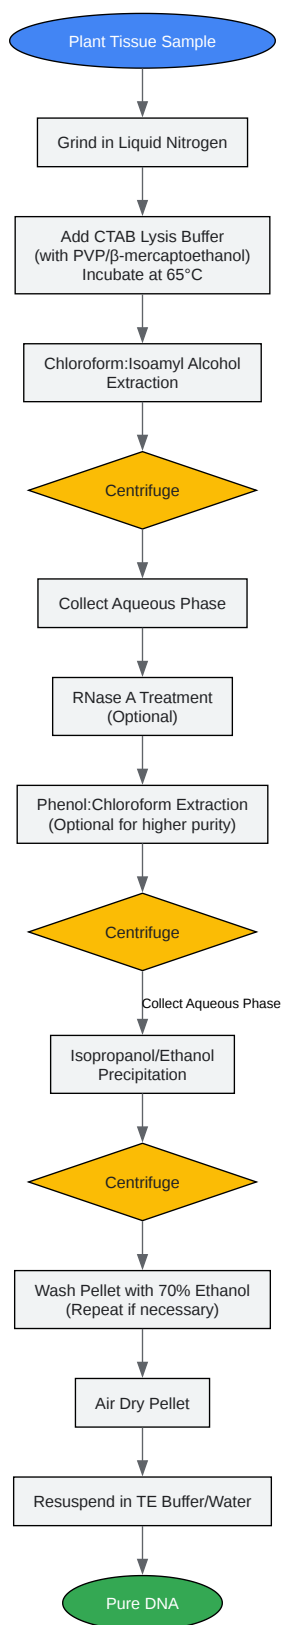 Plant Tissue Sample
Grind in Liquid Nitrogen
Add CTAB Lysis Buffer
(with PVP/β-mercaptoethanol)
Incubate at 65°C
Chloroform:Isoamyl Alcohol
Extraction
Centrifuge
Collect Aqueous Phase
RNase A Treatment
(Optional)
Phenol:Chloroform Extraction
(Optional for higher purity)
Centrifuge
Collect Aqueous Phase
Isopropanol/Ethanol
Precipitation
Centrifuge
Wash Pellet with 70% Ethanol
(Repeat if necessary)
Air Dry Pellet
Resuspend in TE Buffer/Water
Pure DNA